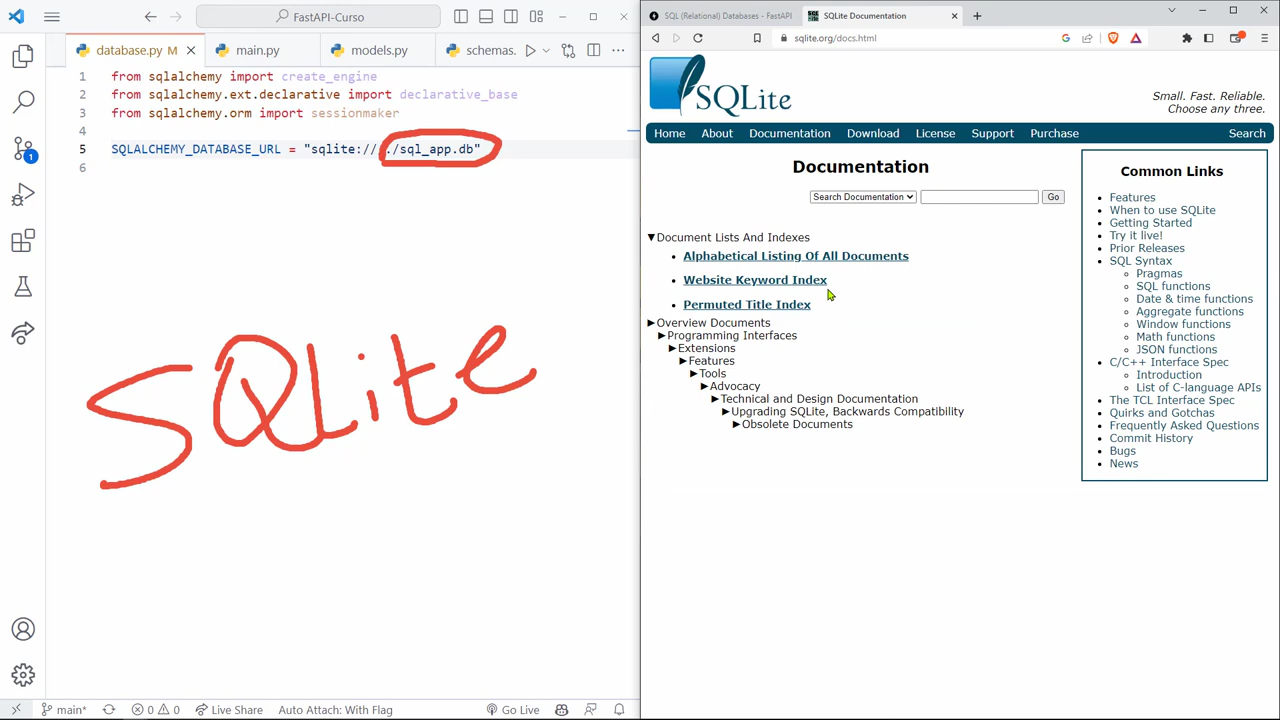 FastAPI-Curso
database.py M
main.py
models.py
schemas.
1 from sqlalchemy import create_engine
2 from sqlalchemy.ext.declarative import declarative_base
3 from sqlalchemy.orm import sessionmaker
4
5 SQLALCHEMY_DATABASE_URL = "sqlite:///./sql_app.db"
6
1
SQLite
main*
0 0
Live Share
Auto Attach: With Flag
Go Live
SQL (Relational) Databases - FastAPI
SQLite Documentation
sqlite.org/docs.html
SQLite
Small. Fast. Reliable.
Choose any three.
Home About Documentation Download License Support Purchase Search
Documentation
Search Documentation
Go
Document Lists And Indexes
Alphabetical Listing Of All Documents
Website Keyword Index
Permuted Title Index
Overview Documents
Programming Interfaces
Extensions
Features
Tools
Advocacy
Technical and Design Documentation
Upgrading SQLite, Backwards Compatibility
Obsolete Documents
Common Links
Features
When to use SQLite
Getting Started
Try it live!
Prior Releases
SQL Syntax
Pragmas
SQL functions
Date & time functions
Aggregate functions
Window functions
Math functions
JSON functions
C/C++ Interface Spec
Introduction
List of C-language APIs
The TCL Interface Spec
Quirks and Gotchas
Frequently Asked Questions
Commit History
Bugs
News